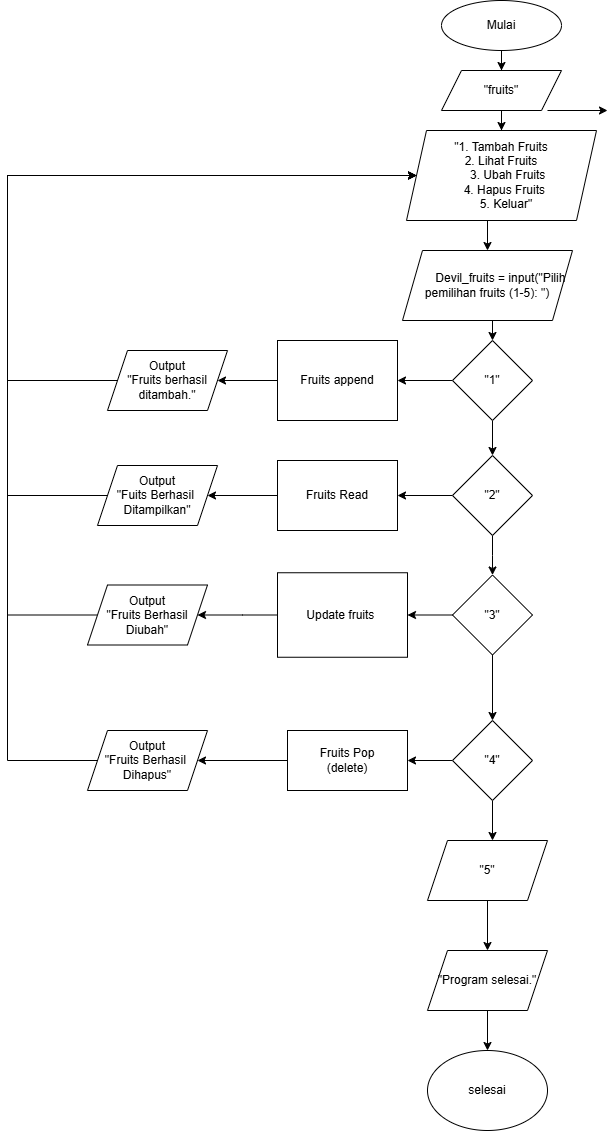 Mulai
"fruits"
"1. Tambah Fruits
2. Lihat Fruits
3. Ubah Fruits
4. Hapus Fruits
5. Keluar"
Devil_fruits = input("Pilih
pemilihan fruits (1-5): ")
"1"
Fruits append
Output
"Fruits berhasil
ditambah."
"2"
Fruits Read
Output
"Fuits Berhasil
Ditampilkan"
"3"
Update fruits
Output
"Fruits Berhasil
Diubah"
"4"
Fruits Pop
(delete)
Output
"Fruits Berhasil
Dihapus"
"5"
"Program selesai."
selesai